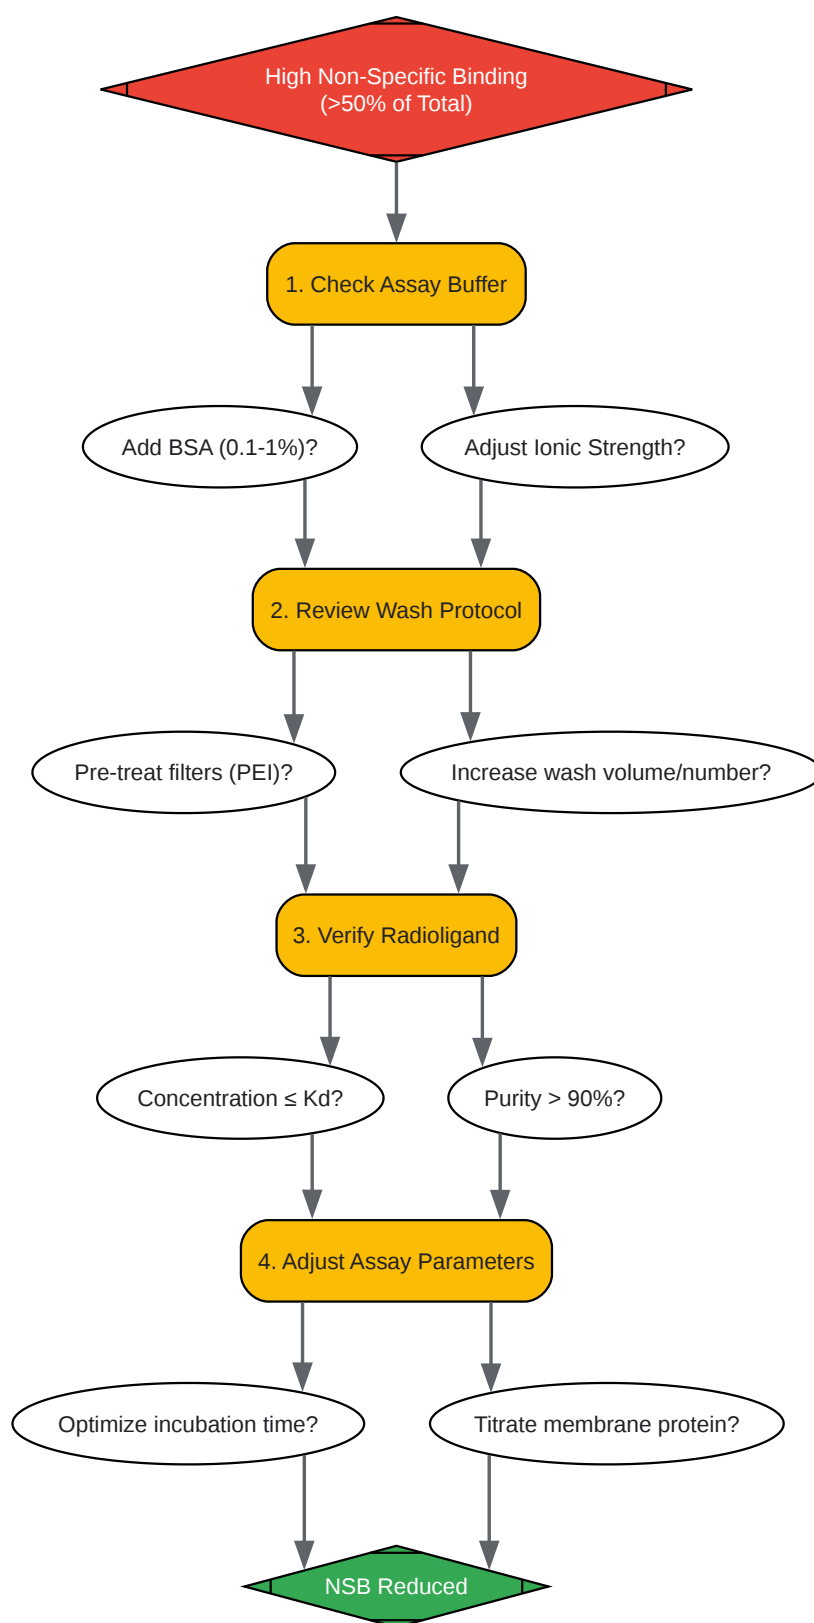 High Non-Specific Binding
(>50% of Total)
1. Check Assay Buffer
Add BSA (0.1-1%)?
Adjust Ionic Strength?
2. Review Wash Protocol
Pre-treat filters (PEI)?
Increase wash volume/number?
3. Verify Radioligand
Concentration ≤ Kd?
Purity > 90%?
4. Adjust Assay Parameters
Optimize incubation time?
Titrate membrane protein?
NSB Reduced